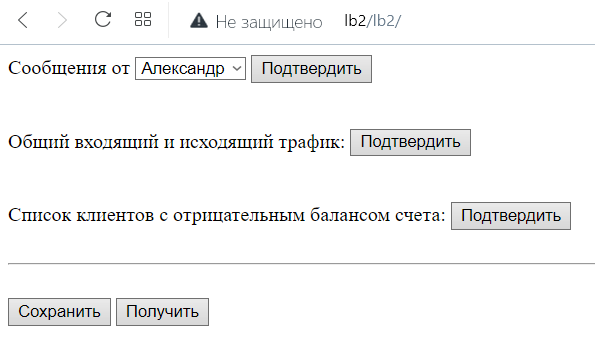 Не защищено lb2/lb2/
Сообщения от Александр Подтвердить
Общий входящий и исходящий трафик: Подтвердить
Список клиентов с отрицательным балансом счета: Подтвердить
Сохранить Получить